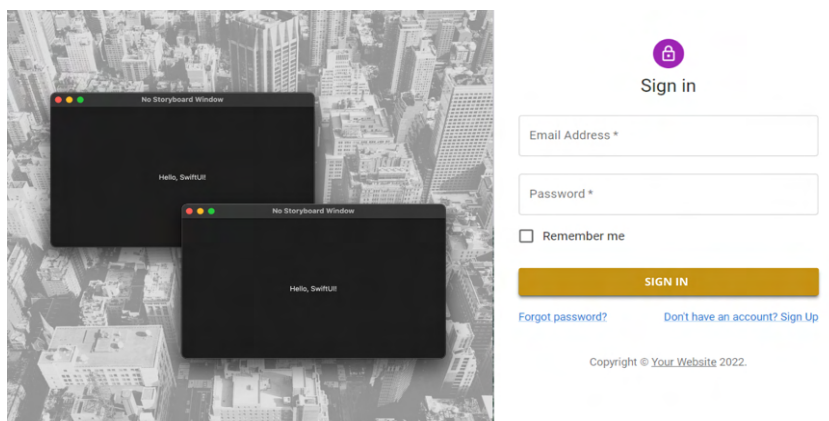 No Storyboard Window
Hello, SwiftUI!
No Storyboard Window
Hello, SwiftUI!
Sign in
Email Address *
Password *
Remember me
SIGN IN
Forgot password? Don't have an account? Sign Up
Copyright © Your Website 2022.